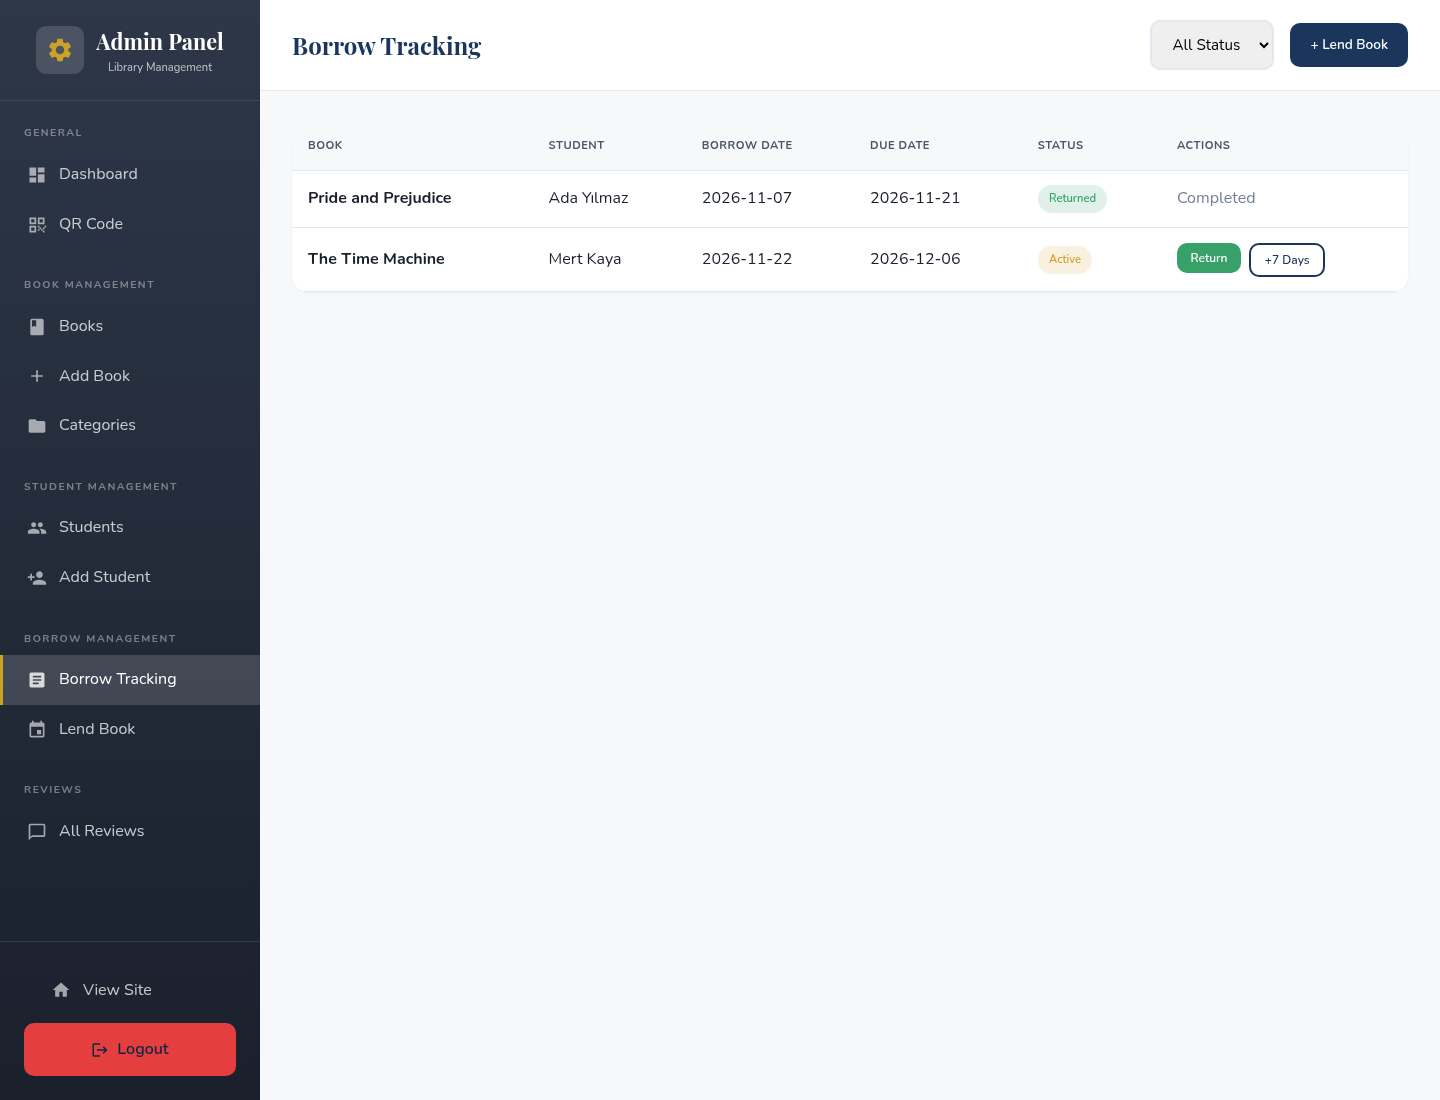 Admin Panel
Library Management
GENERAL
Dashboard
QR Code
BOOK MANAGEMENT
Books
Add Book
Categories
STUDENT MANAGEMENT
Students
Add Student
BORROW MANAGEMENT
Borrow Tracking
Lend Book
REVIEWS
All Reviews
View Site
Logout
Borrow Tracking
All Status
+ Lend Book
BOOK STUDENT BORROW DATE DUE DATE STATUS ACTIONS
Pride and Prejudice Ada Yılmaz 2026-11-07 2026-11-21 Returned Completed
The Time Machine Mert Kaya 2026-11-22 2026-12-06 Active Return +7 Days